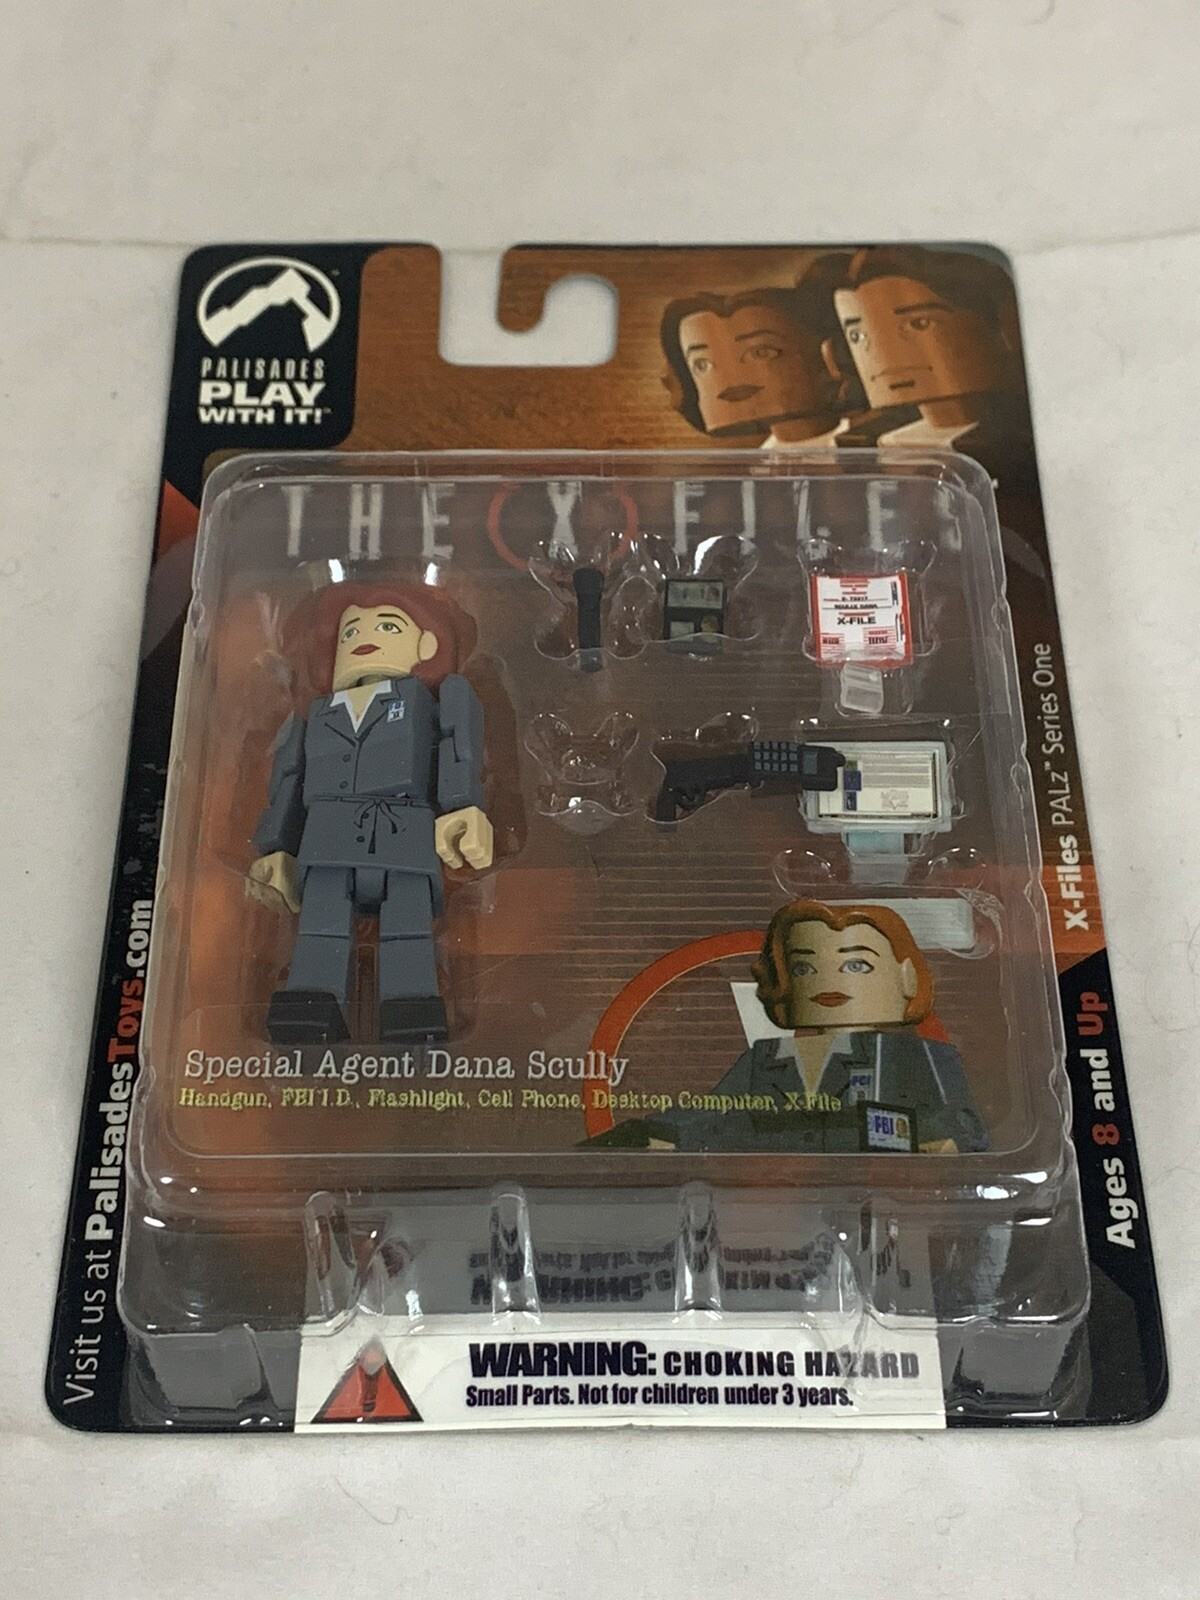 PALISADES
PLAY
WITH IT!™
THE X FILES
X-FILE
Special Agent Dana Scully
Handgun, FBI I.D., Flashlight, Cell Phone, Desktop Computer, X-File
FBI
Visit us at PalisadesToys.com
X-Files PALz™ Series One
Ages 8 and Up
WARNING: CHOKING HAZARD
Small Parts. Not for children under 3 years.